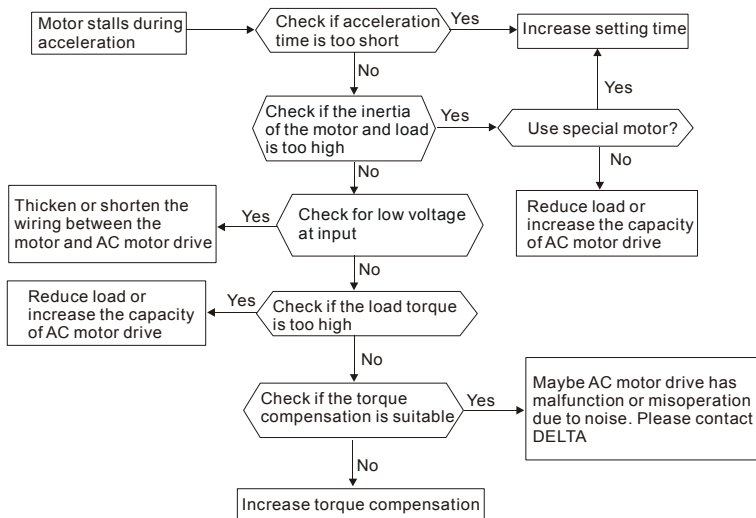 Motor stalls during
acceleration
Check if acceleration
time is too short
Yes
Increase setting time
No
Yes
Check if the inertia
of the motor and load
is too high
Yes
Use special motor?
No
No
Thicken or shorten the
wiring between the
motor and AC motor drive
Yes
Check for low voltage
at input
Reduce load or
increase the capacity
of AC motor drive
No
Reduce load or
increase the capacity
of AC motor drive
Yes
Check if the load torque
is too high
No
Check if the torque
compensation is suitable
Yes
Maybe AC motor drive has
malfunction or misoperation
due to noise. Please contact
DELTA
No
Increase torque compensation